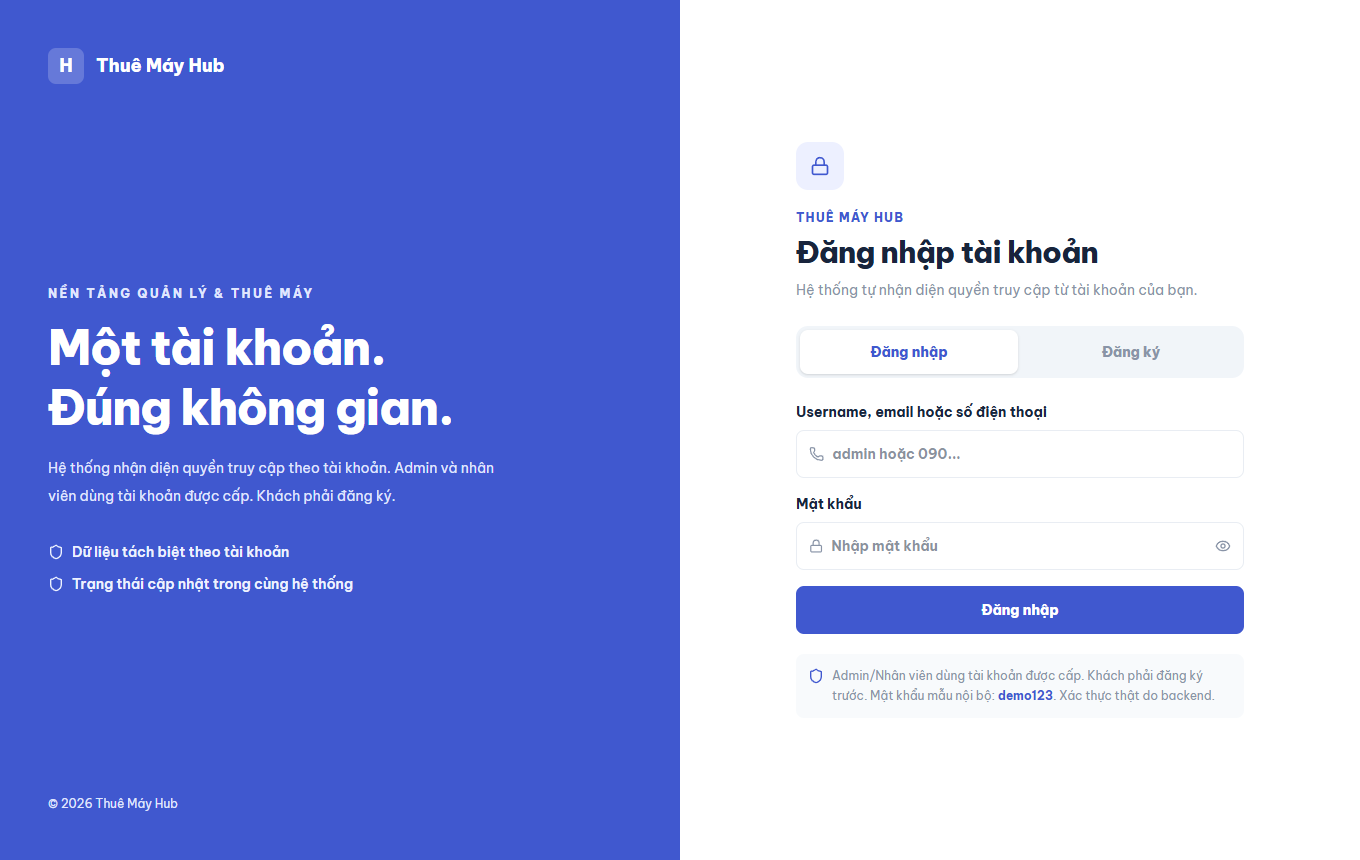 H Thuê Máy Hub
NỀN TẢNG QUẢN LÝ & THUÊ MÁY
Một tài khoản.
Đúng không gian.
Hệ thống nhận diện quyền truy cập theo tài khoản. Admin và nhân
viên dùng tài khoản được cấp. Khách phải đăng ký.
Dữ liệu tách biệt theo tài khoản
Trạng thái cập nhật trong cùng hệ thống
© 2026 Thuê Máy Hub
THUÊ MÁY HUB
Đăng nhập tài khoản
Hệ thống tự nhận diện quyền truy cập từ tài khoản của bạn.
Đăng nhập Đăng ký
Username, email hoặc số điện thoại
admin hoặc 090...
Mật khẩu
Nhập mật khẩu
Đăng nhập
Admin/Nhân viên dùng tài khoản được cấp. Khách phải đăng ký
trước. Mật khẩu mẫu nội bộ: demo123. Xác thực thật do backend.